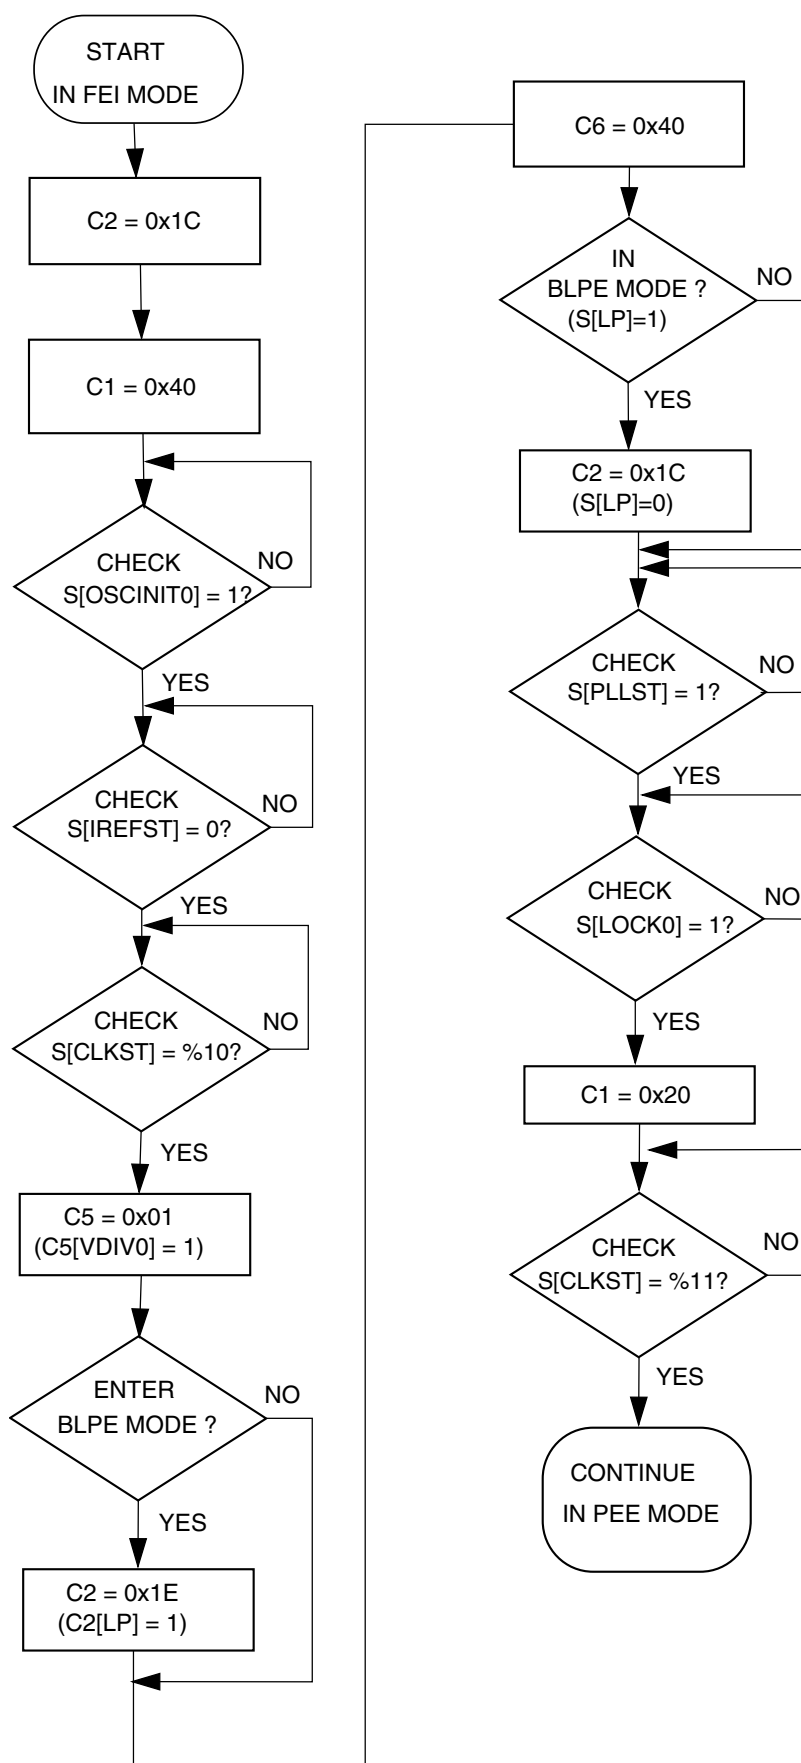 START
IN FEI MODE
C2 = 0x1C
C1 = 0x40
CHECK
S[OSCINIT0] = 1?
NO
YES
CHECK
S[IREFST] = 0?
NO
YES
CHECK
S[CLKST] = %10?
NO
YES
C5 = 0x01
(C5[VDIV0] = 1)
ENTER
BLPE MODE ?
NO
YES
C2 = 0x1E
(C2[LP] = 1)
C6 = 0x40
IN
BLPE MODE ?
(S[LP]=1)
NO
YES
C2 = 0x1C
(S[LP]=0)
CHECK
S[PLLST] = 1?
NO
YES
CHECK
S[LOCK0] = 1?
NO
YES
C1 = 0x20
CHECK
S[CLKST] = %11?
NO
YES
CONTINUE
IN PEE MODE